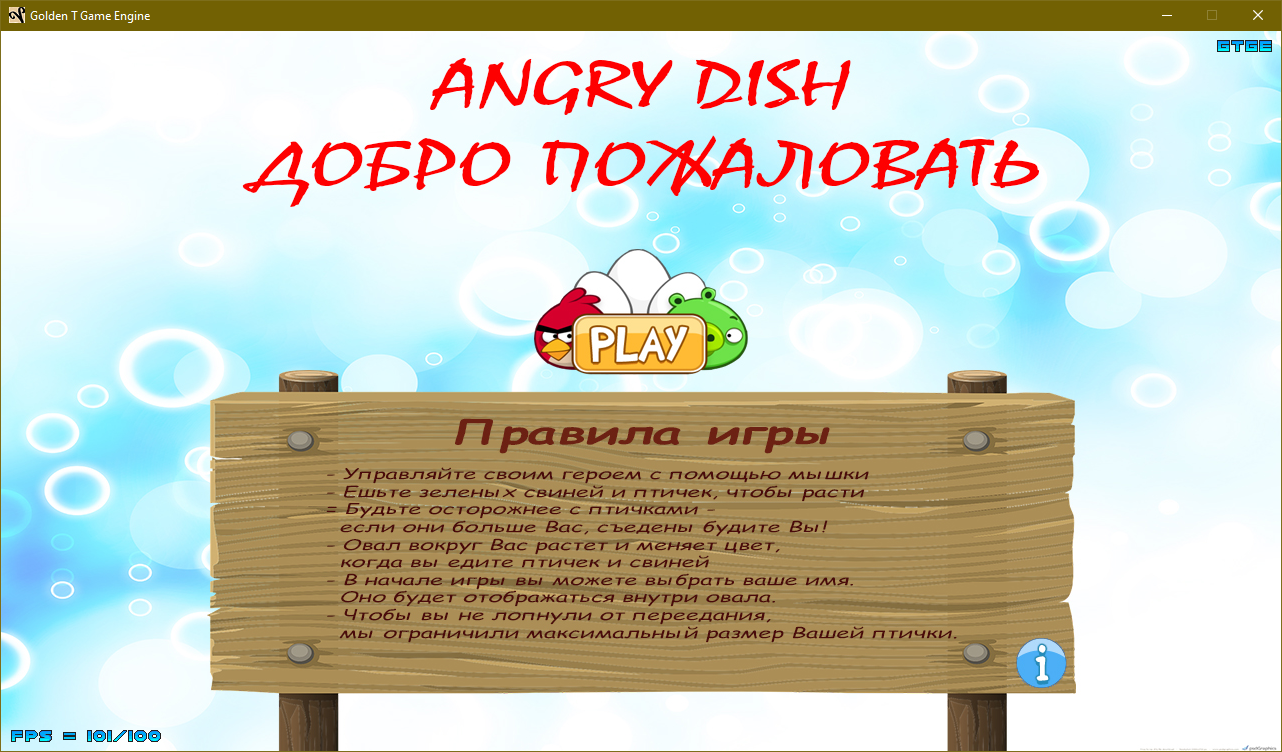 Golden T Game Engine
GTGE
ANGRY DISH
ДОБРО ПОЖАЛОВАТЬ
PLAY
Правила игры
- Управляйте своим героем с помощью мышки
- Ешьте зеленых свиней и птичек, чтобы расти
= Будьте осторожнее с птичками -
если они больше Вас, съедены будите Вы!
- Овал вокруг Вас растет и меняет цвет,
когда вы едите птичек и свиней
- В начале игры вы можете выбрать ваше имя.
Оно будет отображаться внутри овала.
- Чтобы вы не лопнули от переедания,
мы ограничили максимальный размер Вашей птички.
i
FPS = 101/100